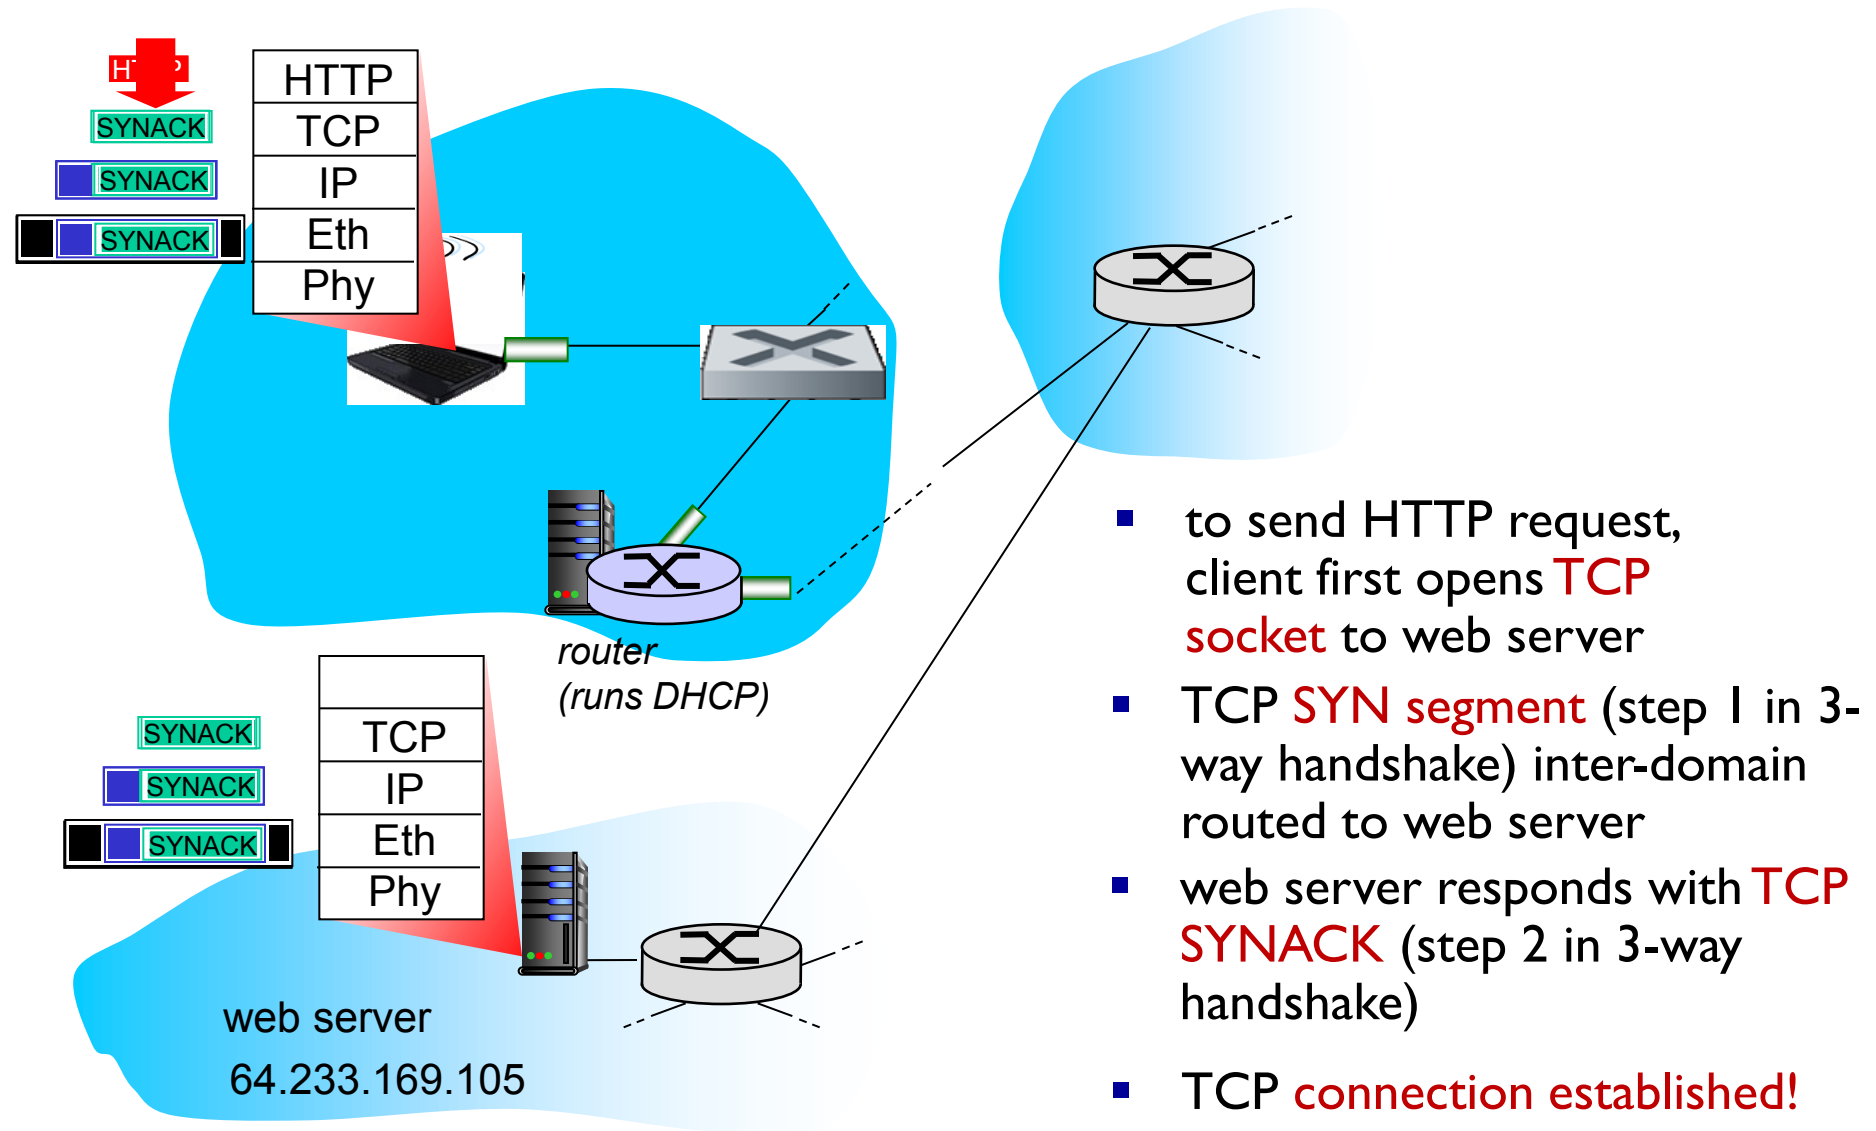 HTTP
SYNACK
SYNACK
SYNACK
HTTP
TCP
IP
Eth
Phy
router
(runs DHCP)
SYNACK
SYNACK
SYNACK
TCP
IP
Eth
Phy
web server
64.233.169.105
to send HTTP request,
client first opens TCP
socket to web server
TCP SYN segment (step 1 in 3-
way handshake) inter-domain
routed to web server
web server responds with TCP
SYNACK (step 2 in 3-way
handshake)
TCP connection established!